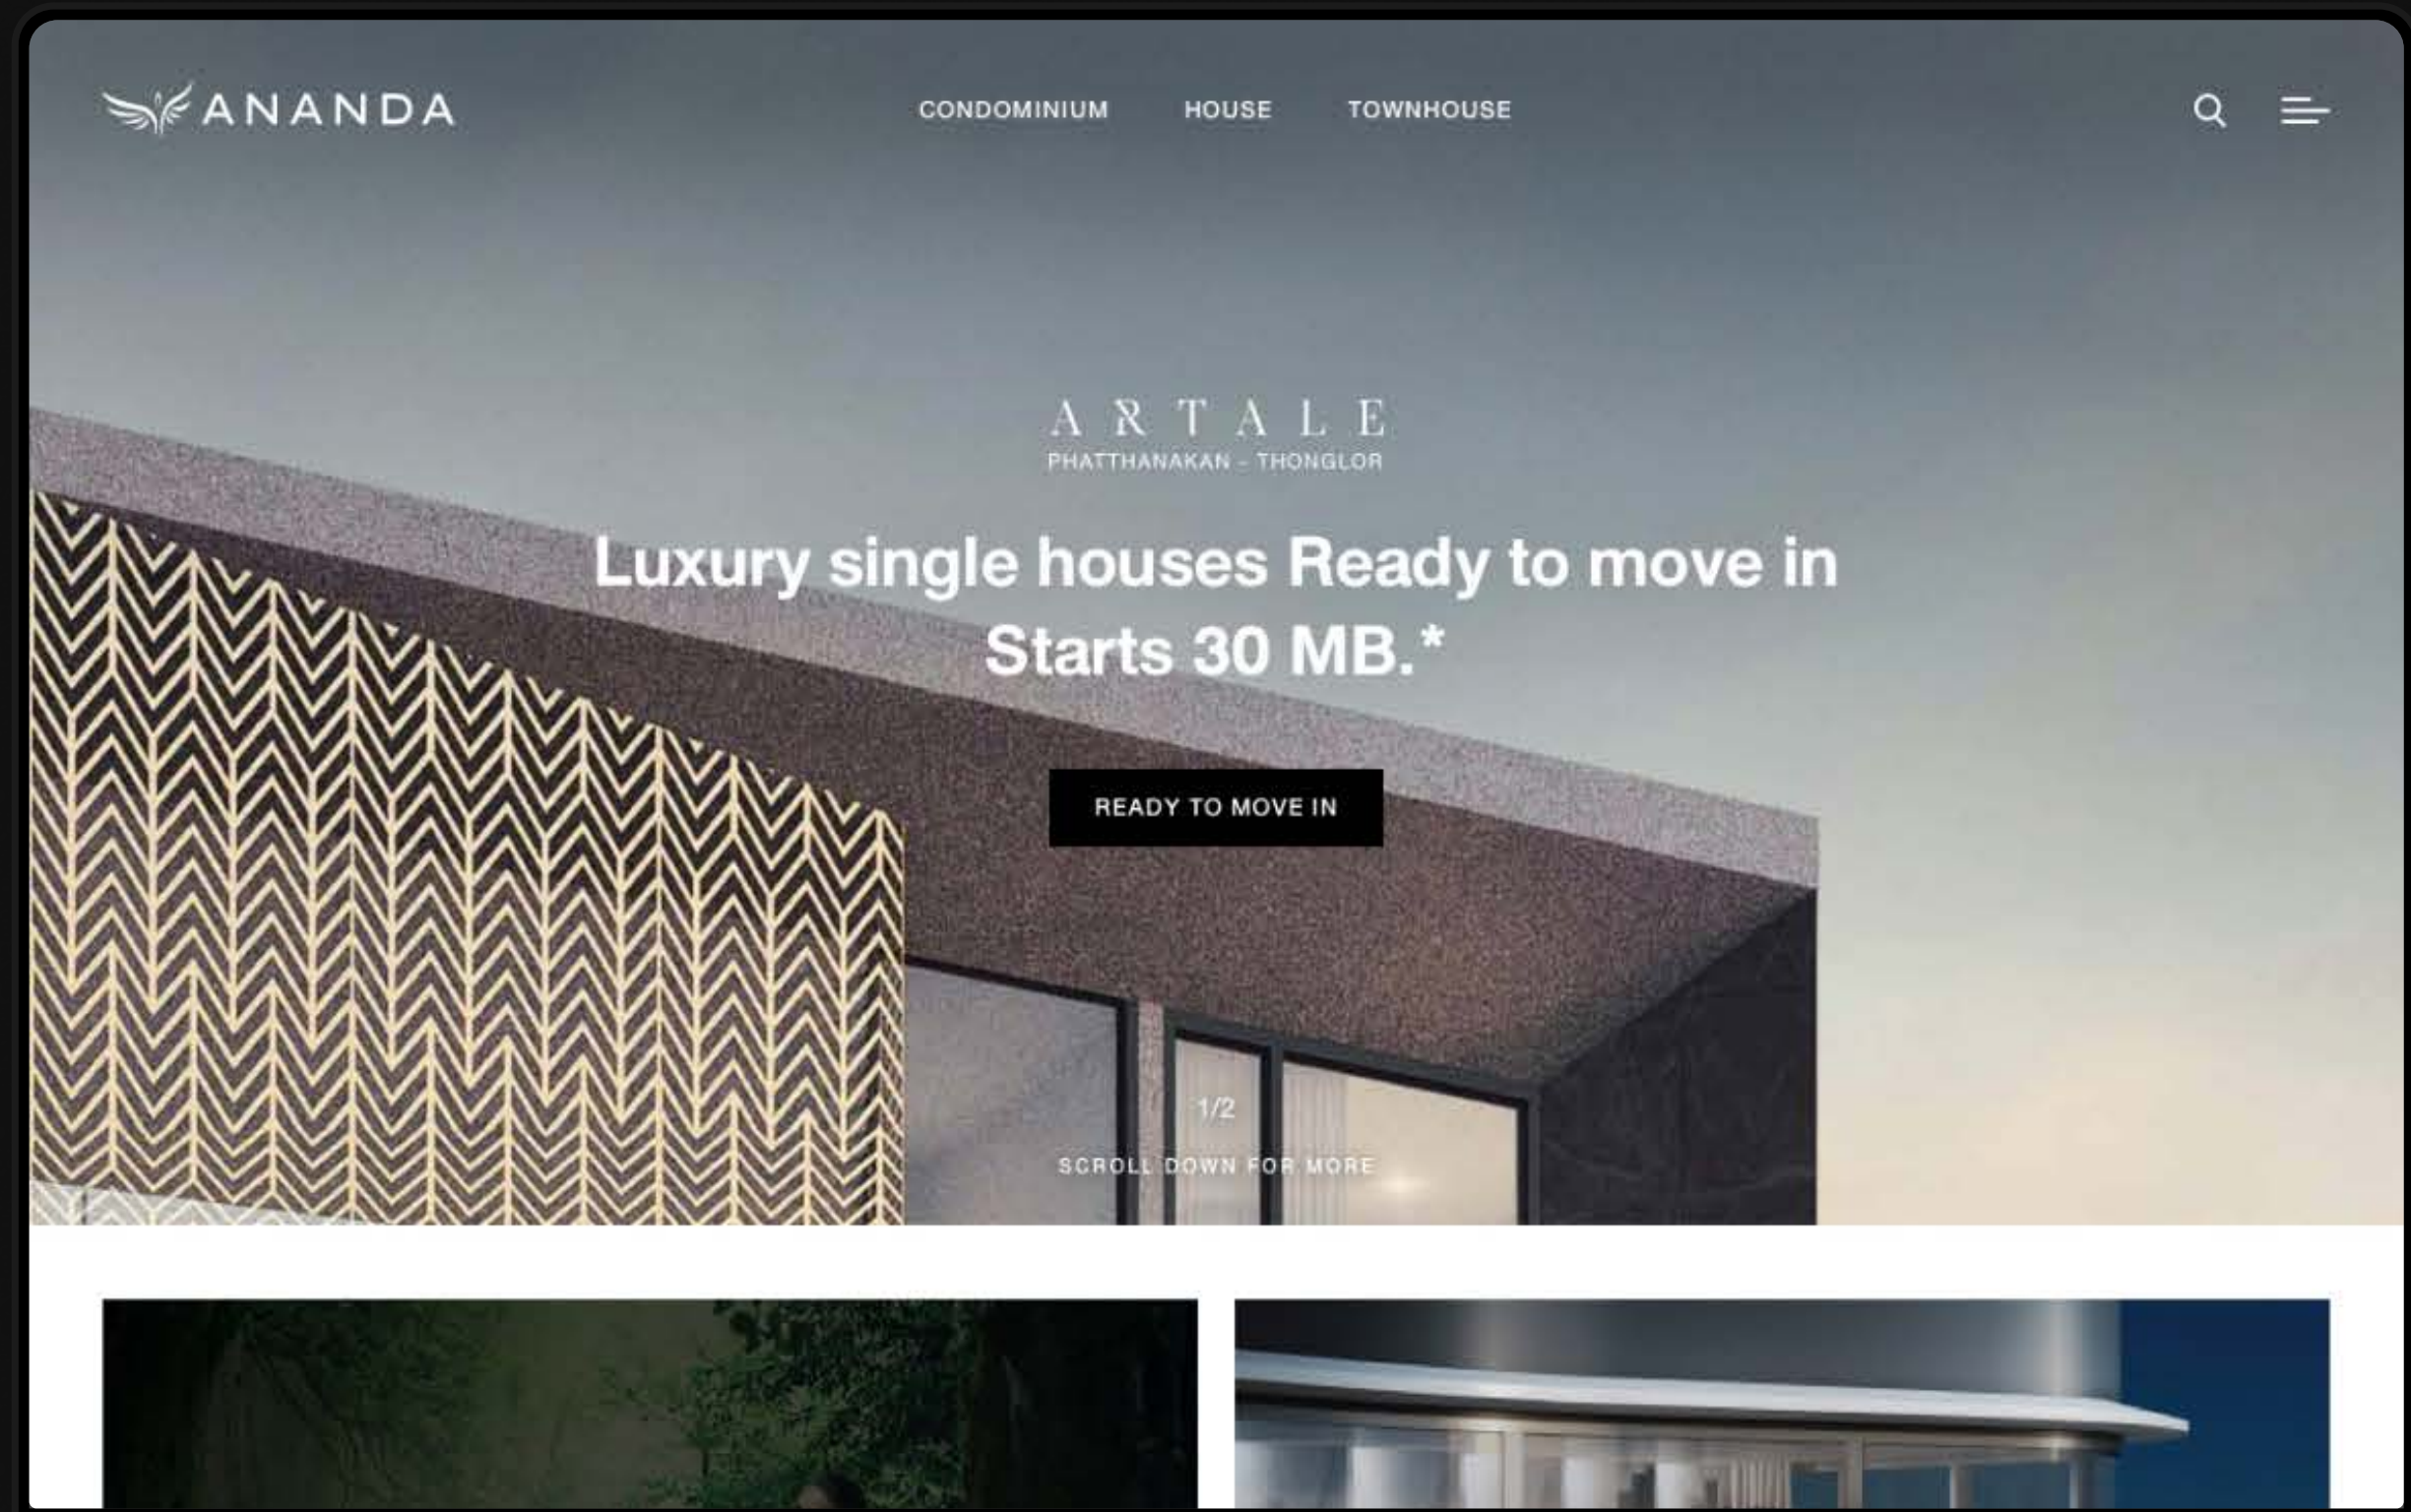 ANANDA
CONDOMINIUM HOUSE TOWNHOUSE
ARTALE
PHATTHANAKAN - THONGLOR
Luxury single houses Ready to move in
Starts 30 MB.*
READY TO MOVE IN
1/2
SCROLL DOWN FOR MORE